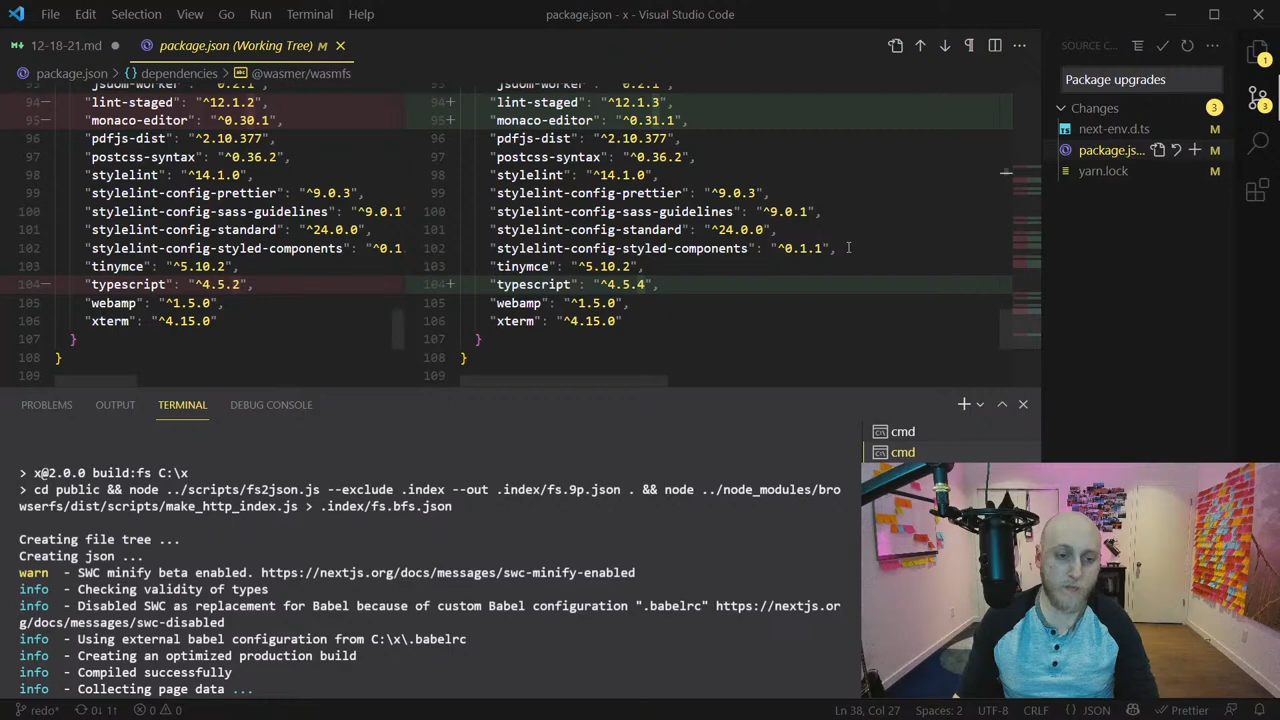 File Edit Selection View Go Run Terminal Help
package.json - x - Visual Studio Code
12-18-21.md
package.json (Working Tree) M
package.json > dependencies > @wasmer/wasmfs
94 "lint-staged": "^12.1.2",
95 "monaco-editor": "^0.30.1",
96 "pdfjs-dist": "^2.10.377",
97 "postcss-syntax": "^0.36.2",
98 "stylelint": "^14.1.0",
99 "stylelint-config-prettier": "^9.0.3",
100 "stylelint-config-sass-guidelines": "^9.0.1"
101 "stylelint-config-standard": "^24.0.0",
102 "stylelint-config-styled-components": "^0.1
103 "tinymce": "^5.10.2",
104 "typescript": "^4.5.2",
105 "webamp": "^1.5.0",
106 "xterm": "^4.15.0"
107 }
108 }
109
94+ "lint-staged": "^12.1.3",
95+ "monaco-editor": "^0.31.1",
96 "pdfjs-dist": "^2.10.377",
97 "postcss-syntax": "^0.36.2",
98 "stylelint": "^14.1.0",
99 "stylelint-config-prettier": "^9.0.3",
100 "stylelint-config-sass-guidelines": "^9.0.1",
101 "stylelint-config-standard": "^24.0.0",
102 "stylelint-config-styled-components": "^0.1.1",
103 "tinymce": "^5.10.2",
104+ "typescript": "^4.5.4",
105 "webamp": "^1.5.0",
106 "xterm": "^4.15.0"
107 }
108 }
109
SOURCE C...
Package upgrades
Changes 3
next-env.d.ts M
package.js... M
yarn.lock M
1
3
1
PROBLEMS OUTPUT TERMINAL DEBUG CONSOLE
cmd
cmd
> x@2.0.0 build:fs C:\x
> cd public && node ../scripts/fs2json.js --exclude .index --out .index/fs.9p.json . && node ../node_modules/bro
wserfs/dist/scripts/make_http_index.js > .index/fs.bfs.json
Creating file tree ...
Creating json ...
warn - SWC minify beta enabled. https://nextjs.org/docs/messages/swc-minify-enabled
info - Checking validity of types
info - Disabled SWC as replacement for Babel because of custom Babel configuration ".babelrc" https://nextjs.or
g/docs/messages/swc-disabled
info - Using external babel configuration from C:\x\.babelrc
info - Creating an optimized production build
info - Compiled successfully
info - Collecting page data ...
redo* 0↓ 1↑ 0 0
Ln 38, Col 27 Spaces: 2 UTF-8 CRLF {} JSON Prettier